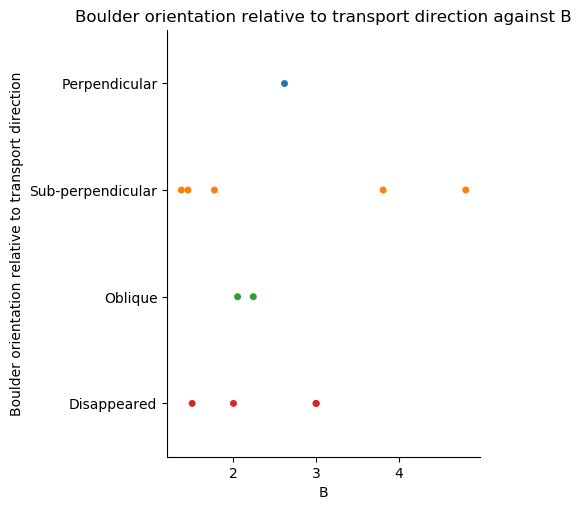 Boulder orientation relative to transport direction against B
Boulder orientation relative to transport direction
Perpendicular
Sub-perpendicular
Oblique
Disappeared
2 3 4
B